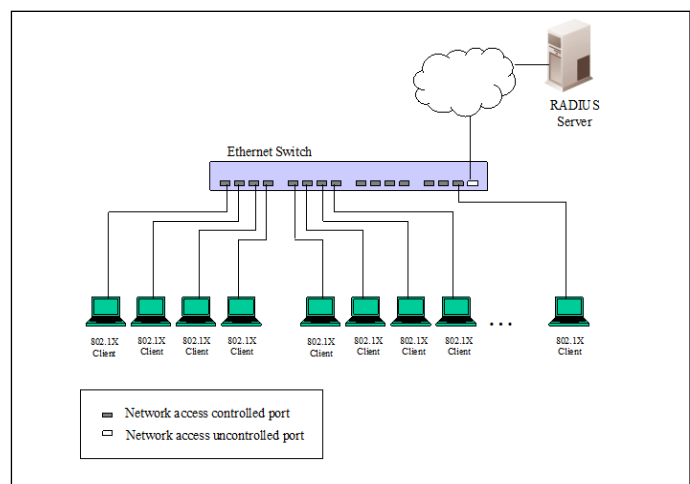 RADIUS
Server
Ethernet Switch
802.1X
Client
802.1X
Client
802.1X
Client
802.1X
Client
802.1X
Client
802.1X
Client
802.1X
Client
802.1X
Client
...
802.1X
Client
Network access controlled port
Network access uncontrolled port